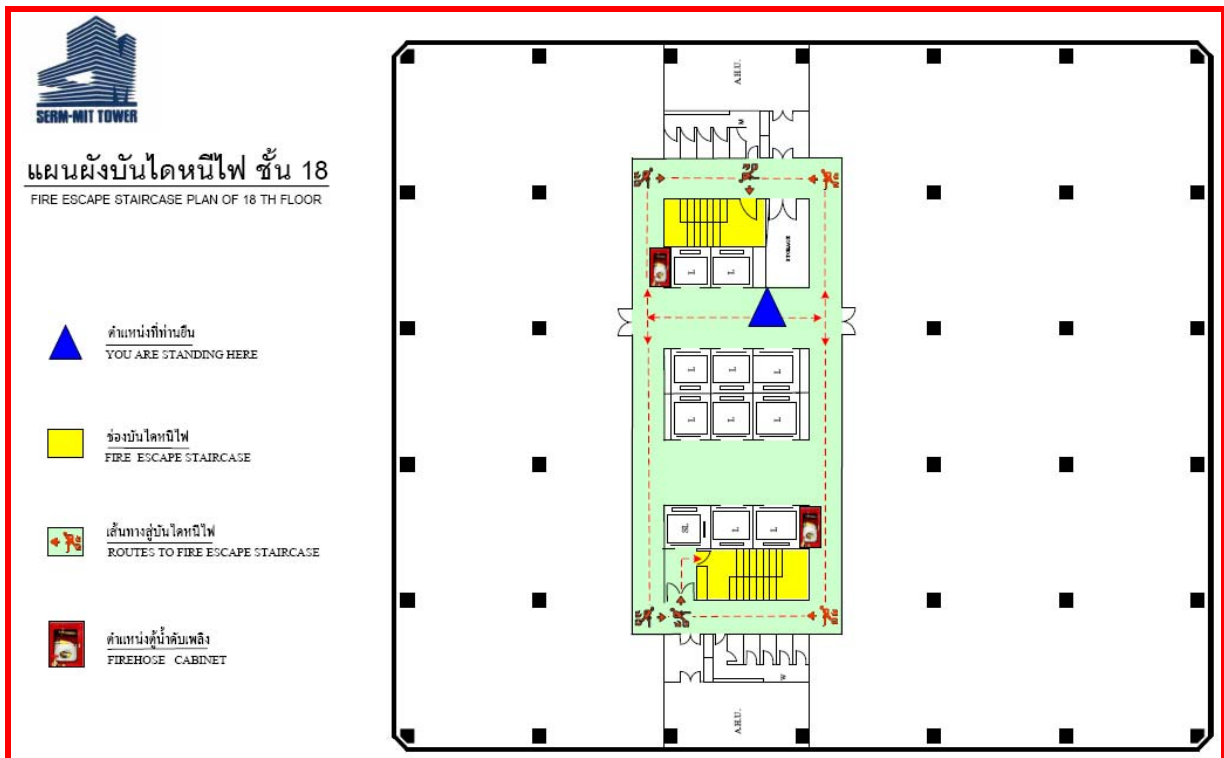 SERM-MIT TOWER
แผนผังบันไดหนีไฟ ชั้น 18
FIRE ESCAPE STAIRCASE PLAN OF 18 TH FLOOR
ตำแหน่งที่ท่านยืน
YOU ARE STANDING HERE
ช่องบันไดหนีไฟ
FIRE ESCAPE STAIRCASE
เส้นทางสู่บันไดหนีไฟ
ROUTES TO FIRE ESCAPE STAIRCASE
ตำแหน่งตู้น้ำดับเพลิง
FIREHOSE CABINET
A.H.U.
M
STORAGE
L
L
L
L
L
L
L
L
SL
L
L
W
A.H.U.